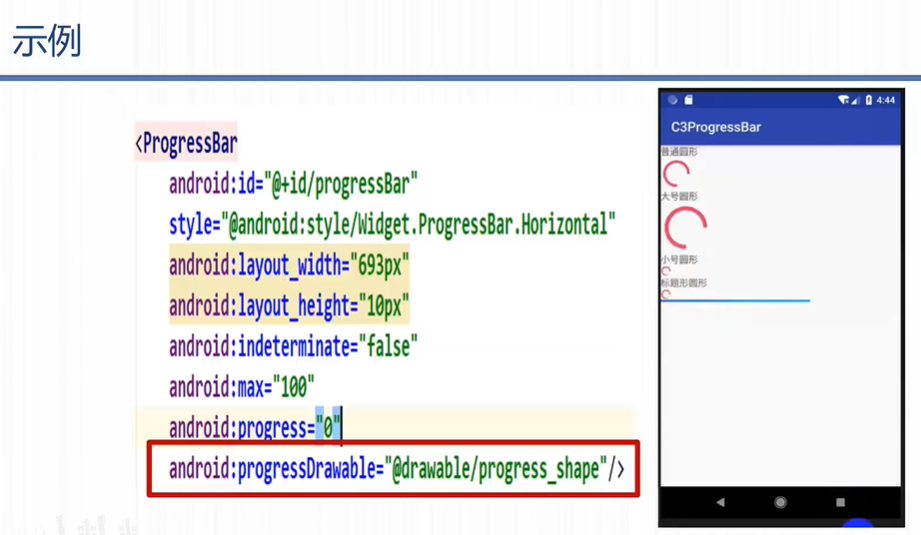 示例
<ProgressBar
android:id="@+id/progressBar"
style="@android:style/Widget.ProgressBar.Horizontal"
android:layout_width="693px"
android:layout_height="10px"
android:indeterminate="false"
android:max="100"
android:progress="0"
android:progressDrawable="@drawable/progress_shape"/>
4:44
C3ProgressBar
普通圆形
大号圆形
小号圆形
标题形圆形